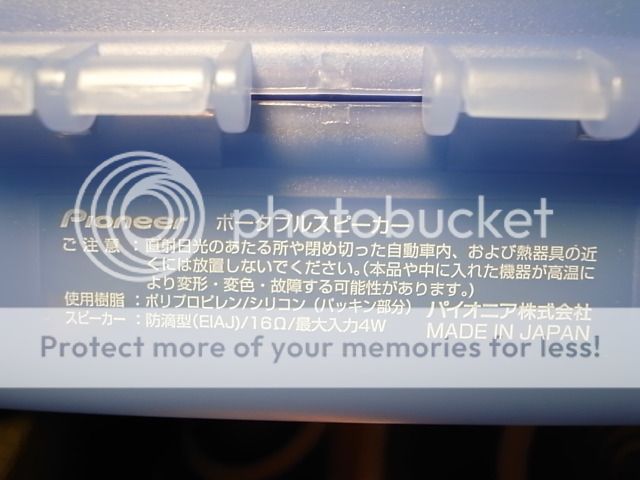 Pioneer ポータブルスピーカー
ご注意：直射日光のあたる所や閉め切った自動車内、および熱器具の近
くには放置しないでください。（本品や中に入れた機器が高温に
より変形・変色・故障する可能性があります。）
使用樹脂：ポリプロピレン/シリコン（パッキン部分） パイオニア株式会社
スピーカー：防滴型(EIAJ)/16Ω/最大入力4W MADE IN JAPAN
photobucket
Protect more of your memories for less!